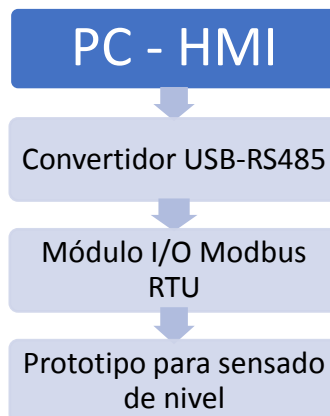 PC - HMI
Convertidor USB-RS485
Módulo I/O Modbus
RTU
Prototipo para sensado
de nivel